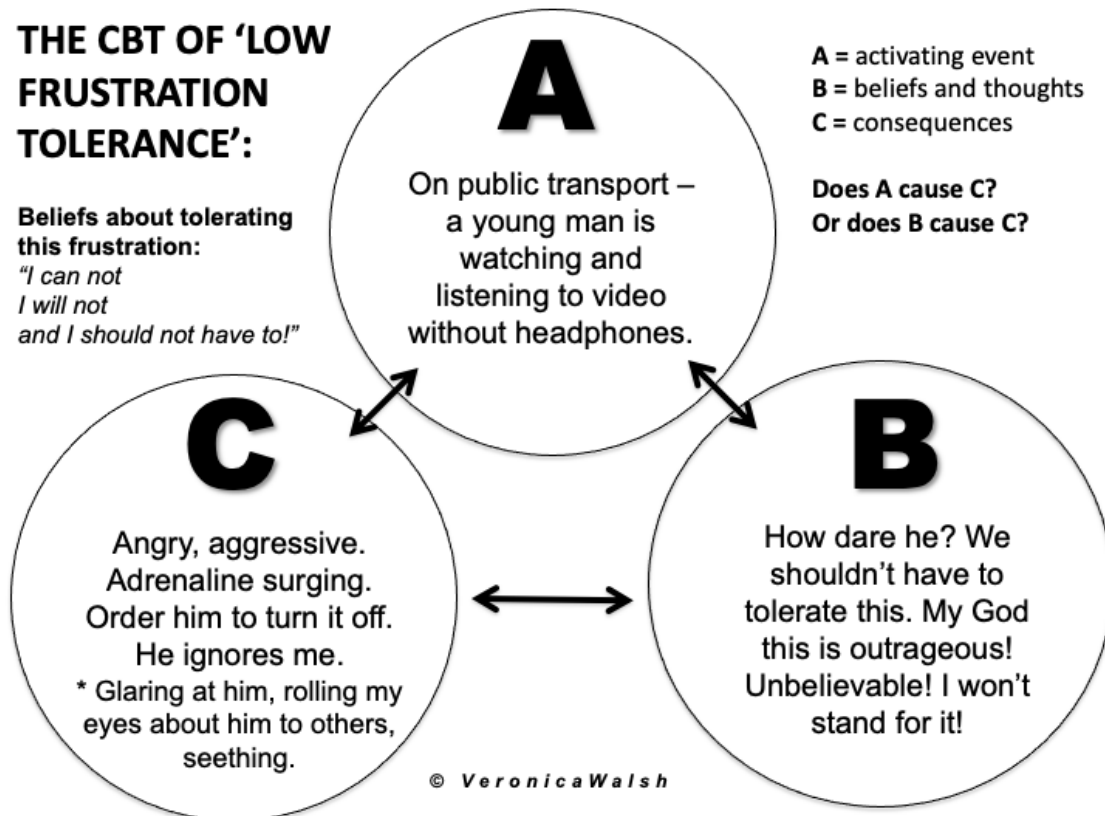 THE CBT OF ‘LOW
FRUSTRATION
TOLERANCE’:
Beliefs about tolerating
this frustration:
“I can not
I will not
and I should not have to!”
A
On public transport –
a young man is
watching and
listening to video
without headphones.
A = activating event
B = beliefs and thoughts
C = consequences
Does A cause C?
Or does B cause C?
C
Angry, aggressive.
Adrenaline surging.
Order him to turn it off.
He ignores me.
* Glaring at him, rolling my
eyes about him to others,
seething.
B
How dare he? We
shouldn’t have to
tolerate this. My God
this is outrageous!
Unbelievable! I won’t
stand for it!
© VeronicaWalsh